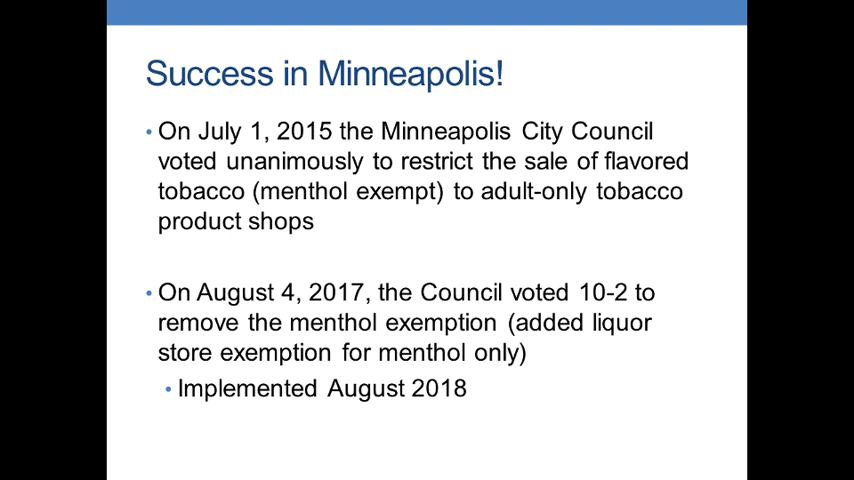 Success in Minneapolis!
• On July 1, 2015 the Minneapolis City Council
voted unanimously to restrict the sale of flavored
tobacco (menthol exempt) to adult-only tobacco
product shops
• On August 4, 2017, the Council voted 10-2 to
remove the menthol exemption (added liquor
store exemption for menthol only)
• Implemented August 2018